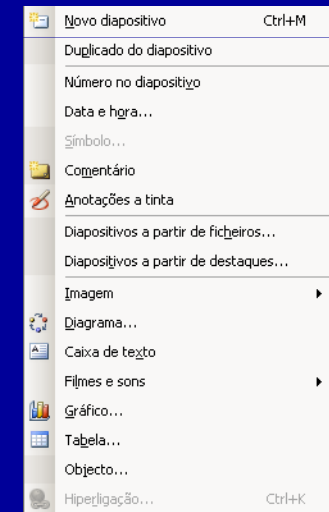 Novo diapositivo Ctrl+M
Duplicado do diapositivo
Número no diapositivo
Data e hora...
Símbolo...
Comentário
Anotações a tinta
Diapositivos a partir de ficheiros...
Diapositivos a partir de destaques...
Imagem
Diagrama...
Caixa de texto
Filmes e sons
Gráfico...
Tabela...
Objecto...
Hiperligação... Ctrl+K